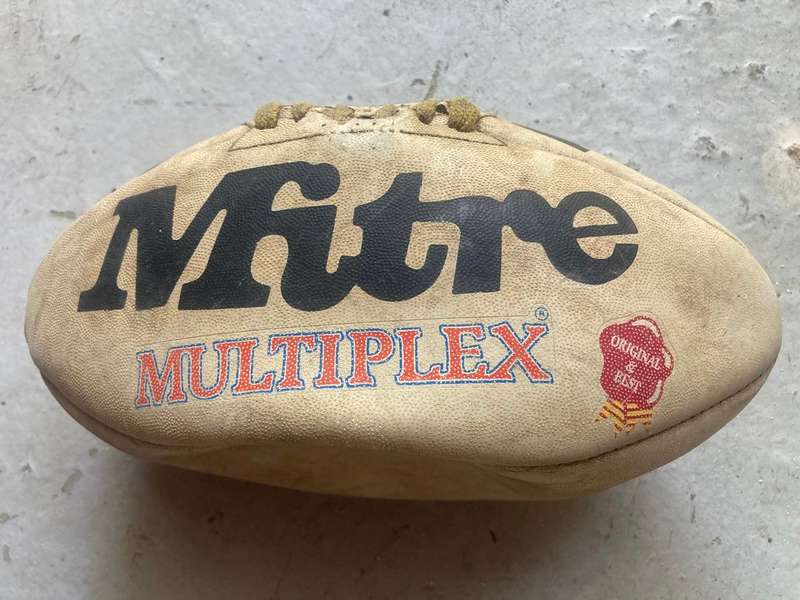 Mitre
MULTIPLEX®
ORIGINAL
&
BEST